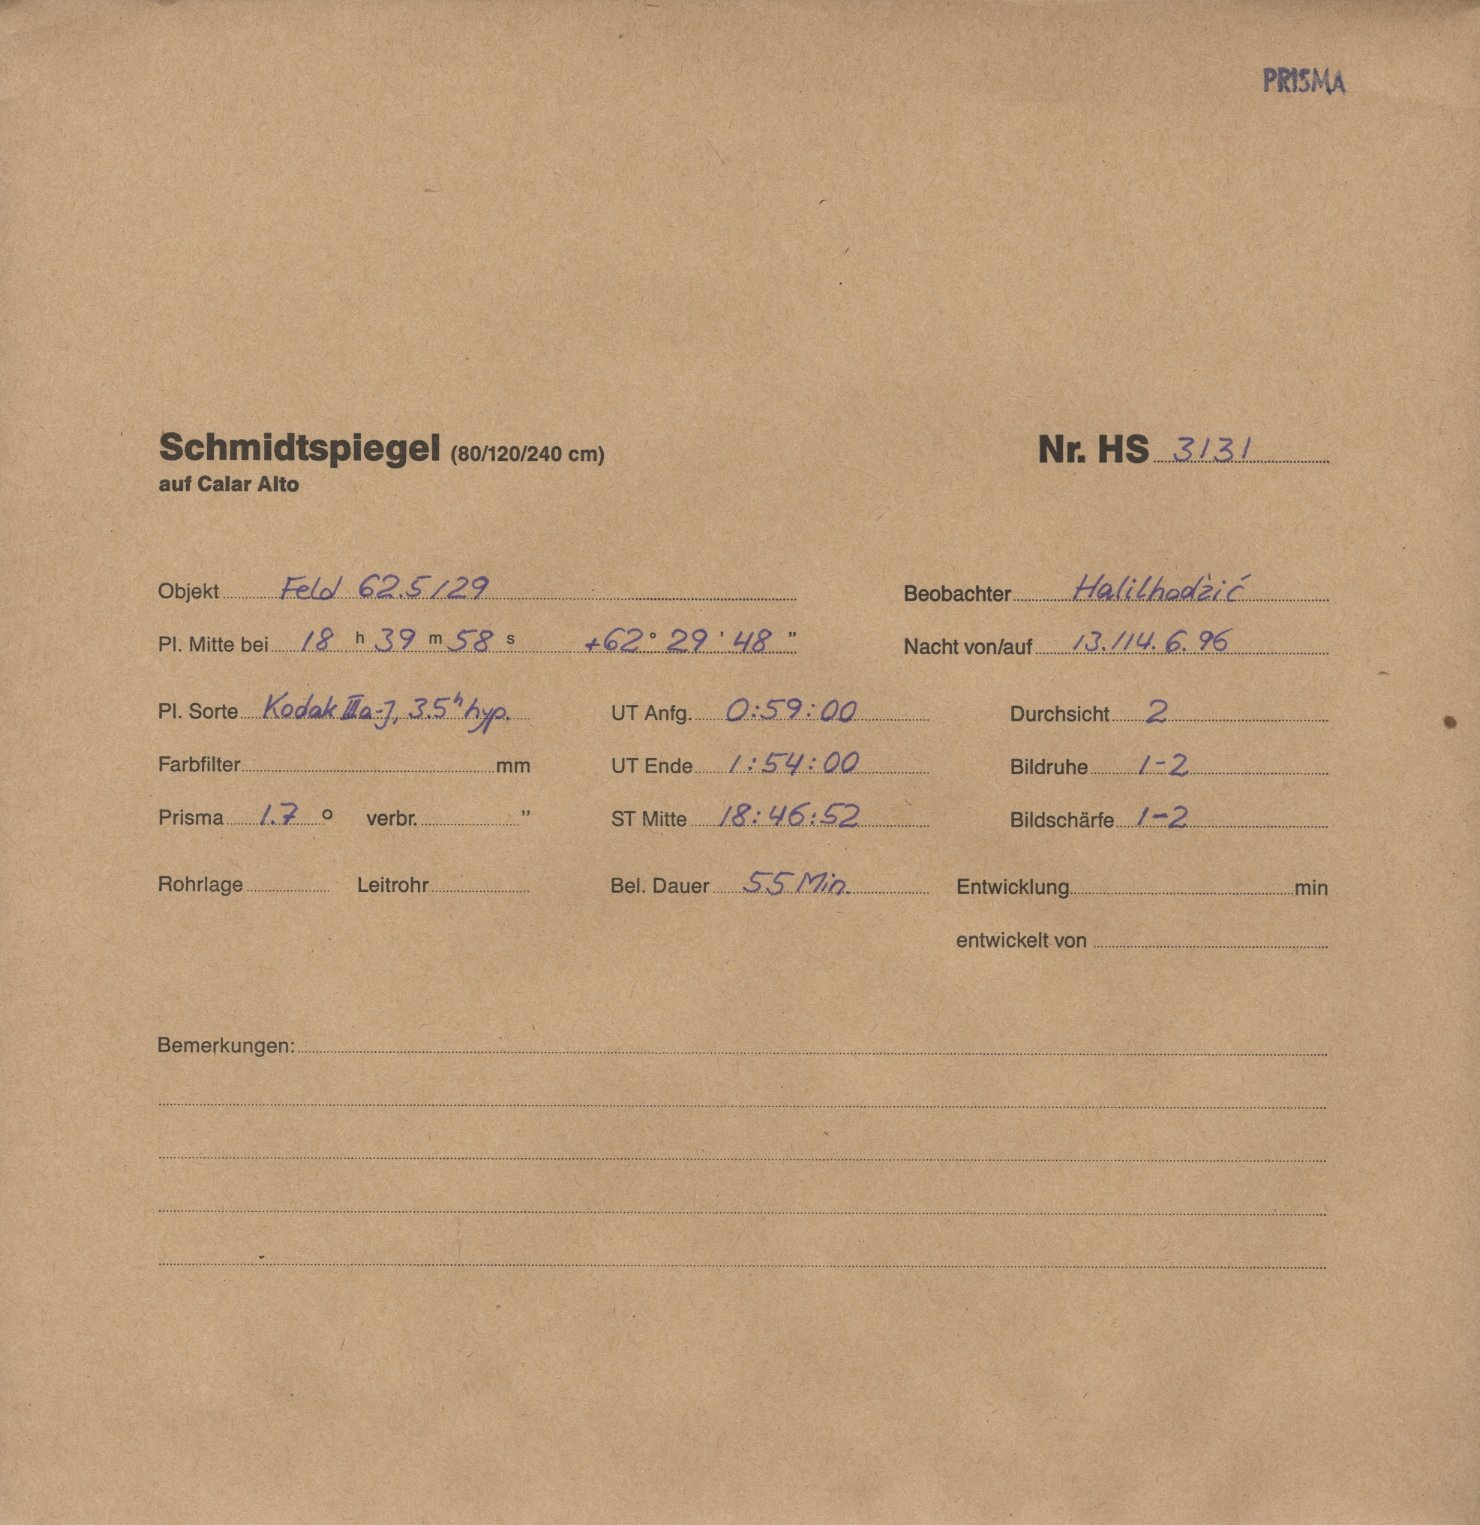 PRISMA
Schmidtspiegel (80/120/240 cm) Nr. HS 3131
auf Calar Alto
Objekt Feld 62.5/29 Beobachter Halilhodžić
Pl. Mitte bei 18 h 39 m 58 s +62° 29' 48" Nacht von/auf 13./14.6.96
Pl. Sorte Kodak IIIa-J, 3.5h hyp. UT Anfg. 0:59:00 Durchsicht 2
Farbfilter mm UT Ende 1:54:00 Bildruhe 1-2
Prisma 1.7 ° verbr. " ST Mitte 18:46:52 Bildschärfe 1-2
Rohrlage Leitrohr Bel. Dauer 55 Min. Entwicklung min
entwickelt von
Bemerkungen: